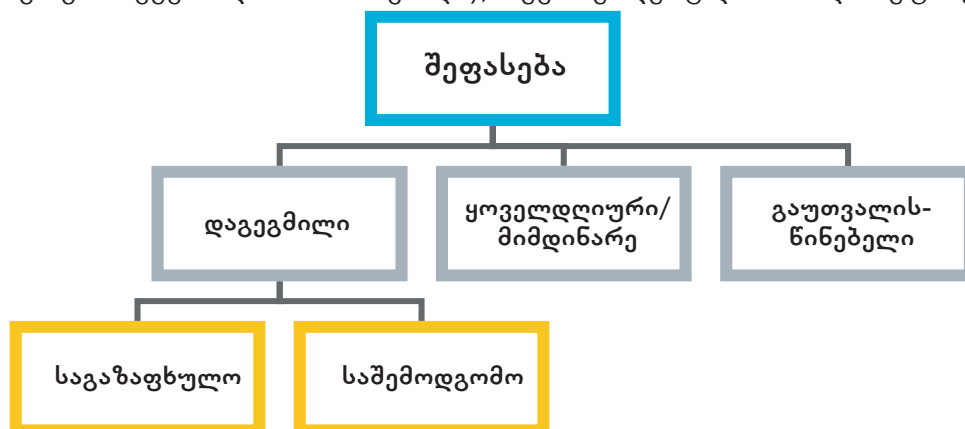 შეფასება
დაგეგმილი
ყოველდღიური/
მიმდინარე
გაუთვალის-
წინებელი
საგაზაფხულო
საშემოდგომო